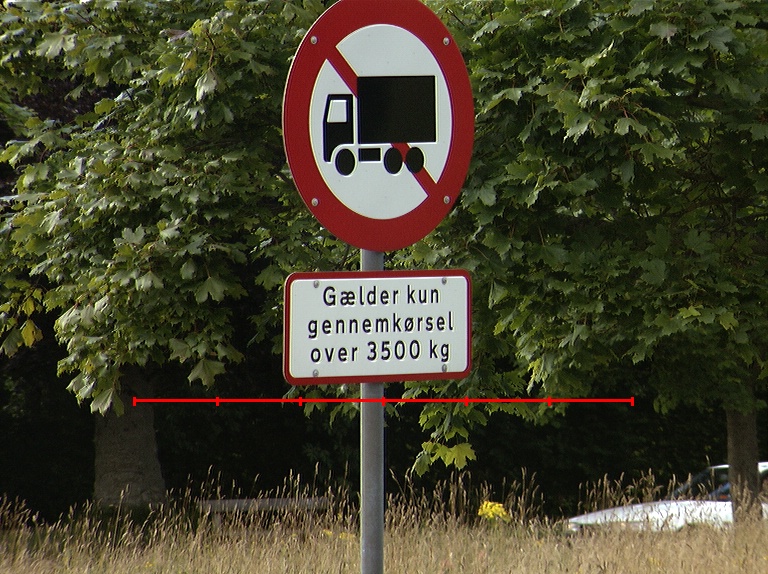 Gælder kun
gennemkørsel
over 3500 kg